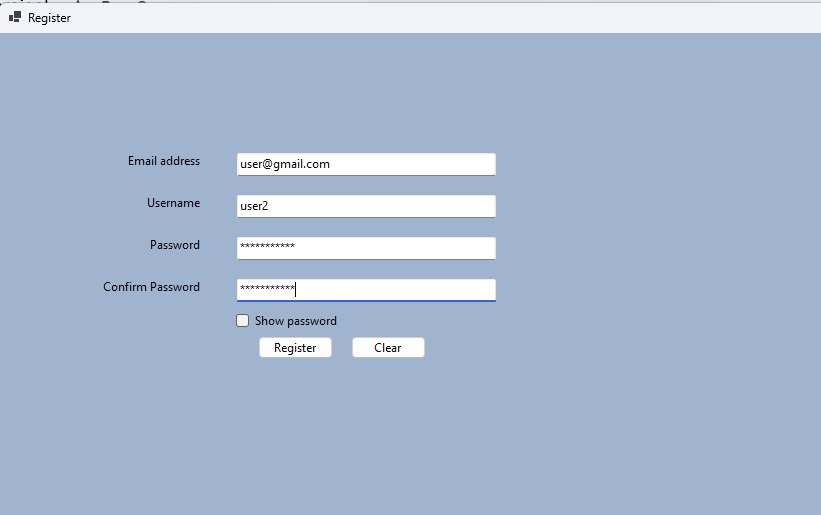 Register
Email address user@gmail.com
Username user2
Password ***********
Confirm Password ***********
Show password
Register Clear